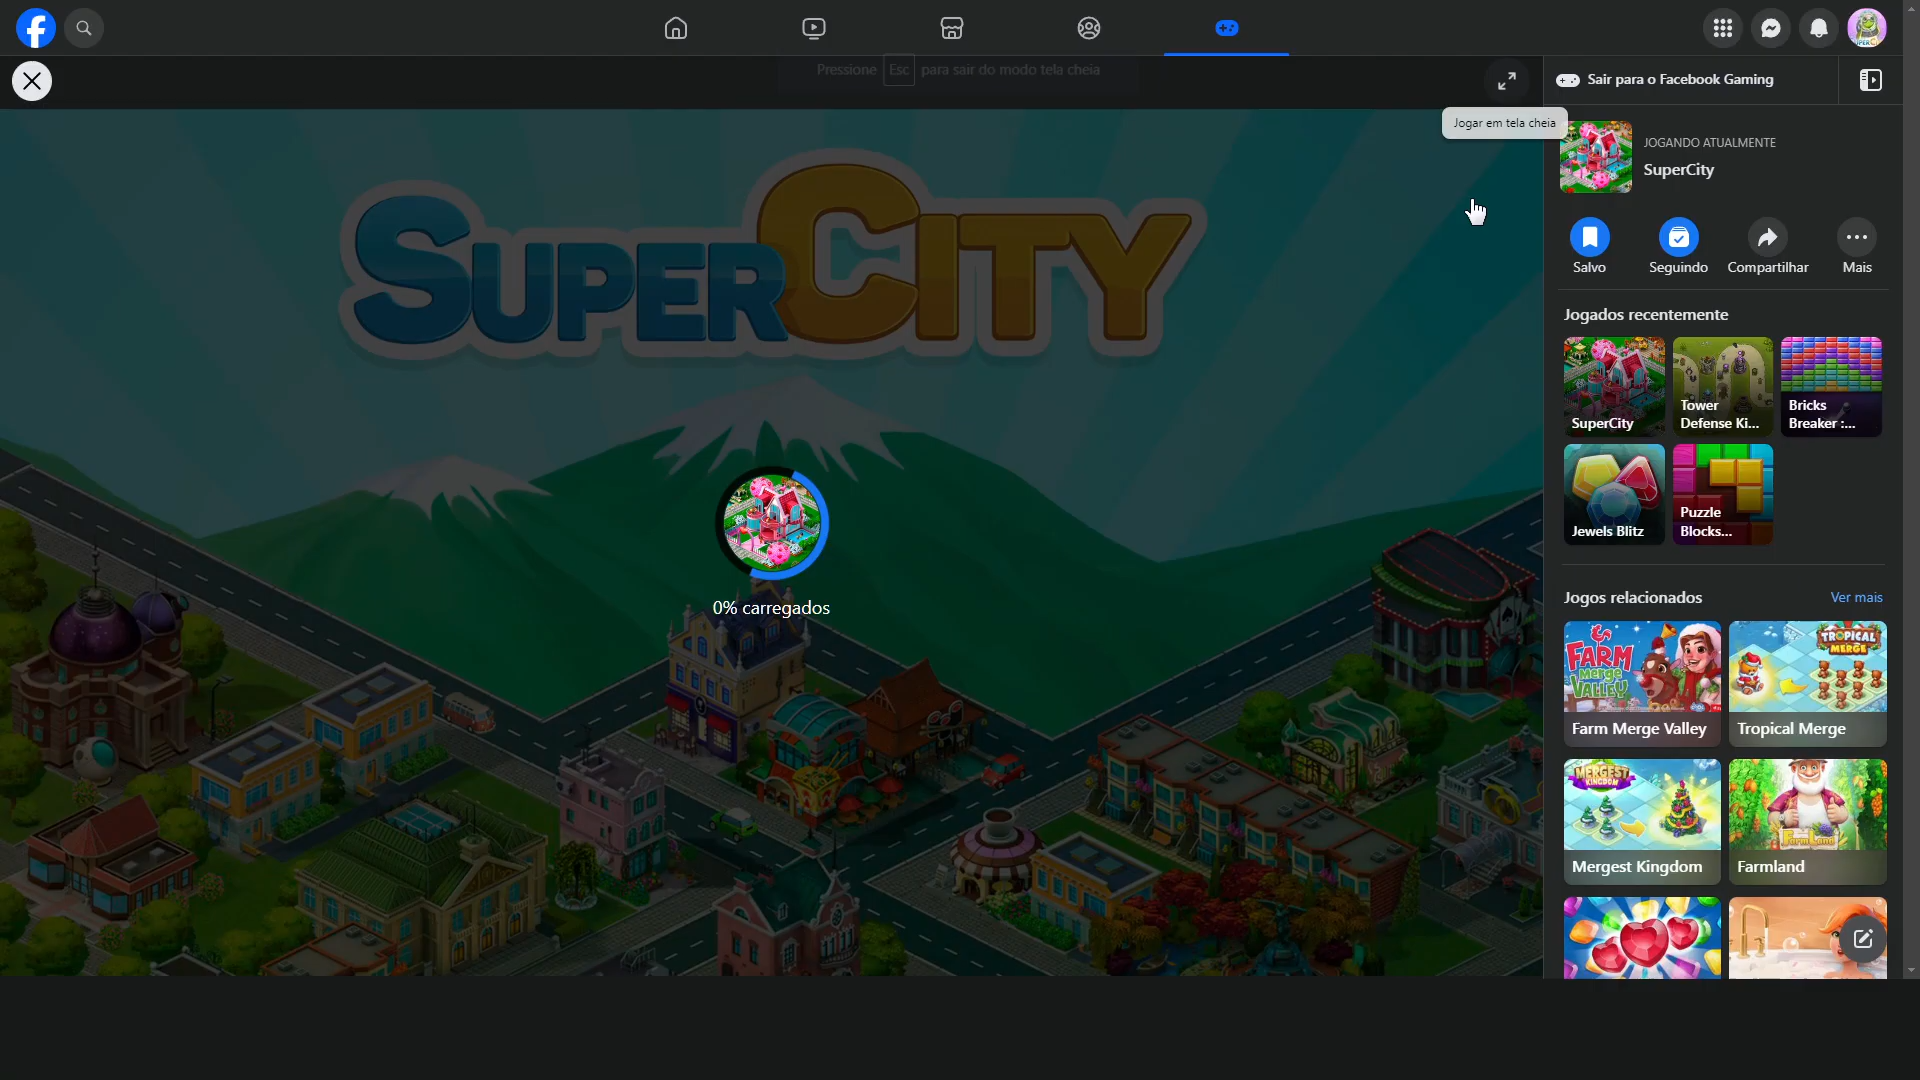 Pressione Esc para sair do modo tela cheia
Sair para o Facebook Gaming
Jogar em tela cheia
JOGANDO ATUALMENTE
SuperCity
SUPERCITY
Salvo
Seguindo
Compartilhar
Mais
Jogados recentemente
SuperCity
Tower
Defense Ki...
Bricks
Breaker :...
Jewels Blitz
Puzzle
Blocks...
0% carregados
Jogos relacionados
Ver mais
FARM
Merge
VALLEY
TROPICAL
MERGE
Farm Merge Valley
Tropical Merge
MERGEST
KINGDOM
FarmLand
Mergest Kingdom
Farmland